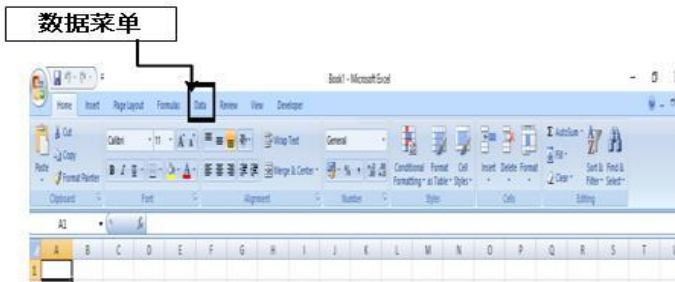 数据菜单
Book1 - Microsoft Excel
Home Insert Page Layout Formulas Data Review View Developer
Cut
Copy
Format Painter
Paste
Calibri 11
B I U
Wrap Text
Merge & Center
General
% ,
Conditional Formatting
Format as Table
Cell Styles
Insert Delete Format
Σ AutoSum
Fill
Clear
Sort & Filter
Find & Select
Clipboard Font Alignment Number Styles Cells Editing
A1 fx
A B C D E F G H I J K L M N O P Q R S T
1